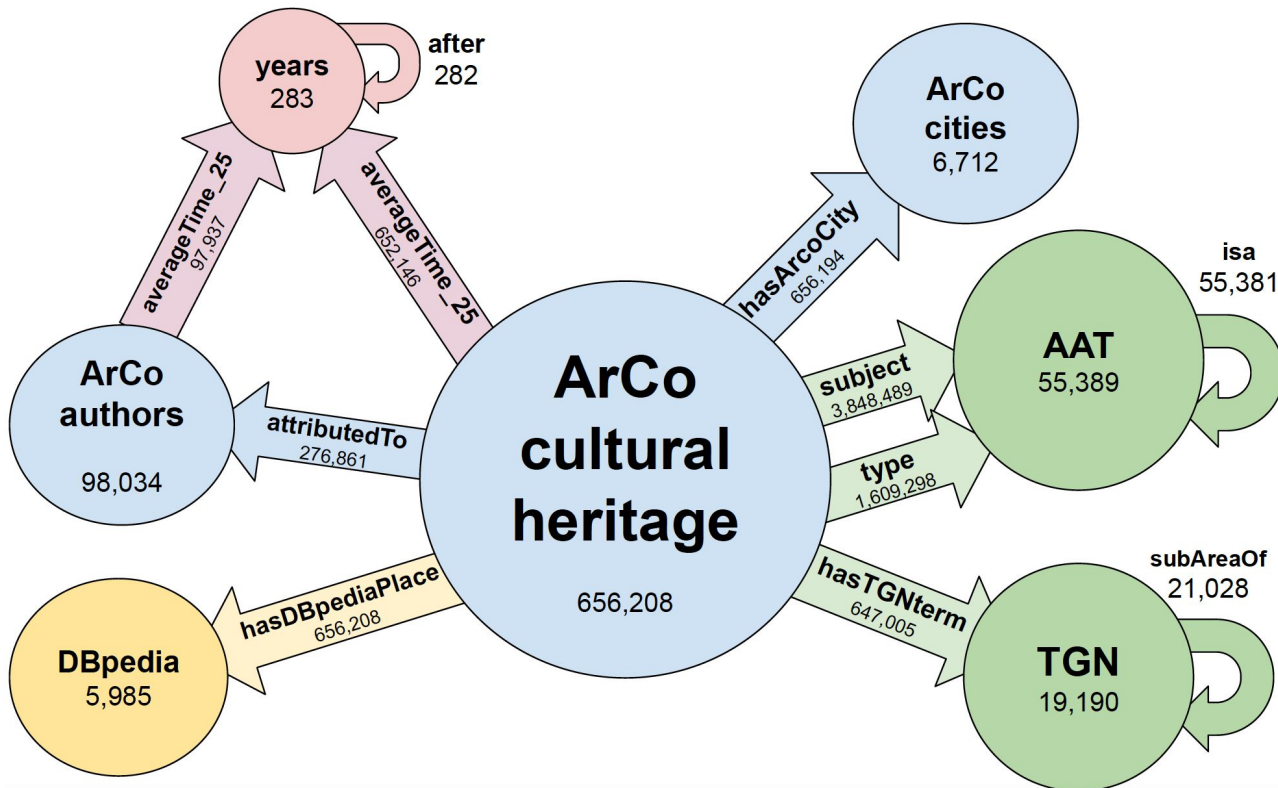 years
283
after
282
ArCo
cities
6,712
averageTime_25
97,937
averageTime_25
652,146
hasArcoCity
656,194
isa
55,381
ArCo
authors
98,034
attributedTo
276,861
ArCo
cultural
heritage
656,208
subject
3,848,489
type
1,609,298
AAT
55,389
hasDBpediaPlace
656,208
DBpedia
5,985
hasTGNterm
647,005
subAreaOf
21,028
TGN
19,190